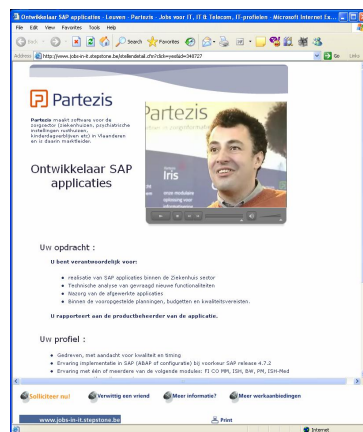 Ontwikkelaar SAP applicaties - Leuven - Partezis - Jobs voor IT, IT & Telecom, IT-profielen - Microsoft Internet Ex...
File Edit View Favorites Tools Help
Back Search Favorites
Address http://www.jobs-in-it.stepstone.be/stellendetail.cfm?click=yes&id=348727 Go Links
Partezis
Partezis maakt software voor de
zorgsector (ziekenhuizen, psychiatrische
instellingen rusthuizen,
kinderdagverblijven etc) in Vlaanderen
en is daarin marktleider.
Ontwikkelaar SAP
applicaties
Partezis
Iris
onze modulaire
oplossing voor
Uw opdracht :
U bent verantwoordelijk voor:
realisatie van SAP applicaties binnen de Ziekenhuis sector
Technische analyse van gevraagd nieuwe functionaliteiten
Nazorg van de afgewerkte applicaties
Binnen de vooropgestelde planningen, budgetten en kwaliteitsvereisten.
U rapporteert aan de productbeheerder van de applicatie.
Uw profiel :
Gedreven, met aandacht voor kwaliteit en timing
Ervaring implementatie in SAP (ABAP of configuratie) bij voorkeur SAP release 4.7.2
Ervaring met één of meerdere van de volgende modules: FI CO MM, ISH, BW, PM, ISH-Med
Solliciteer nu! Verwittig een vriend Meer informatie? Meer werkaanbiedingen
www.jobs-in-it.stepstone.be Print
Internet